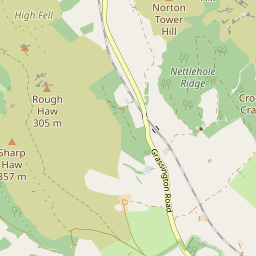 High Fell
Norton
Tower
Hill
Nettlehole
Ridge
Rough
Haw
305 m
Sharp
Haw
357 m
Grassington Road